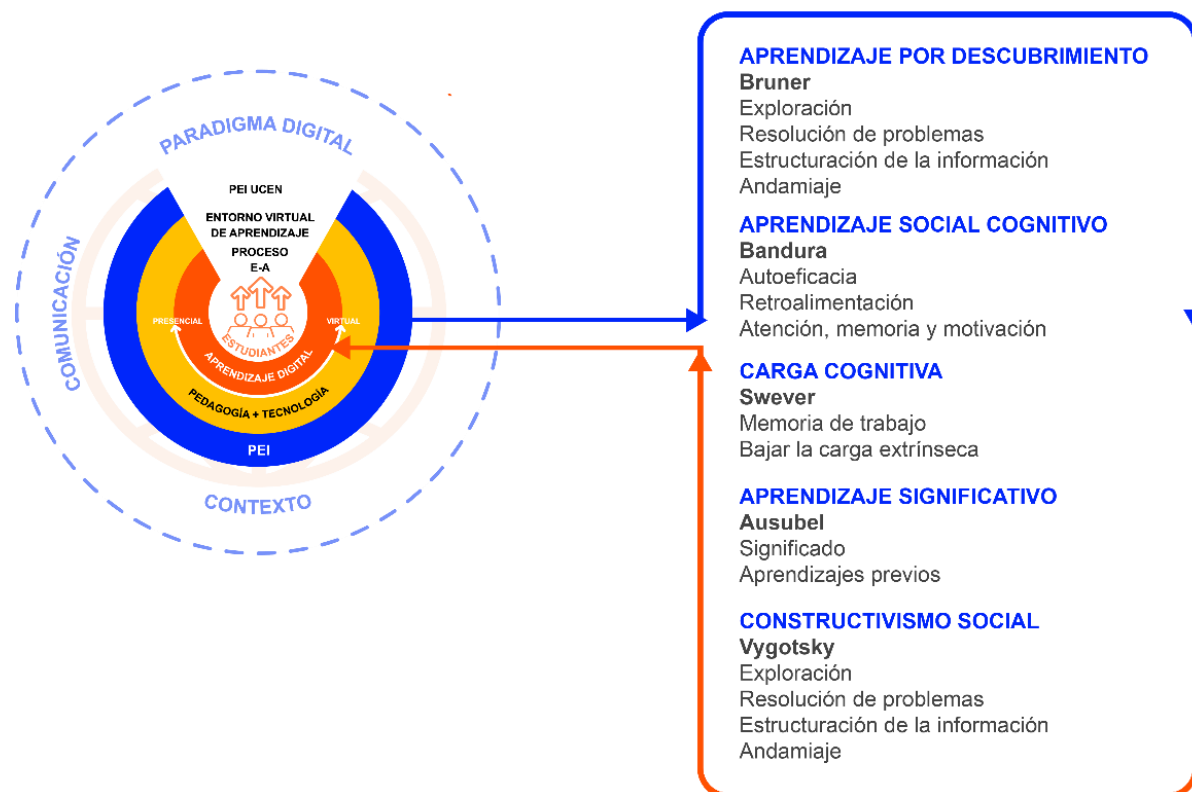 PARADIGMA DIGITAL
COMUNICACIÓN
CONTEXTO
PEI UCEN
ENTORNO VIRTUAL
DE APRENDIZAJE
PROCESO
E-A
PRESENCIAL
VIRTUAL
ESTUDIANTES
APRENDIZAJE DIGITAL
PEDAGOGÍA + TECNOLOGÍA
PEI
APRENDIZAJE POR DESCUBRIMIENTO
Bruner
Exploración
Resolución de problemas
Estructuración de la información
Andamiaje
APRENDIZAJE SOCIAL COGNITIVO
Bandura
Autoeficacia
Retroalimentación
Atención, memoria y motivación
CARGA COGNITIVA
Swever
Memoria de trabajo
Bajar la carga extrínseca
APRENDIZAJE SIGNIFICATIVO
Ausubel
Significado
Aprendizajes previos
CONSTRUCTIVISMO SOCIAL
Vygotsky
Exploración
Resolución de problemas
Estructuración de la información
Andamiaje